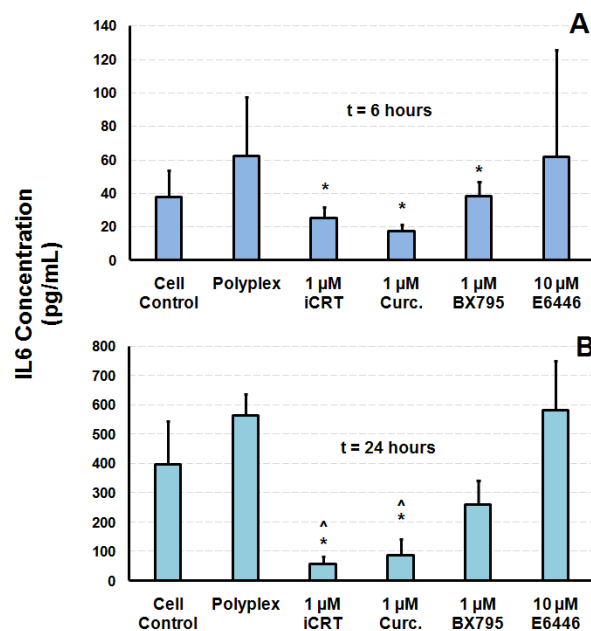 A
140
120
100
80
60
40
20
0
t = 6 hours
*
*
*
Cell Control
Polyplex
1 µM iCRT
1 µM Curc.
1 µM BX795
10 µM E6446
IL6 Concentration
(pg/mL)
B
800
700
600
500
400
300
200
100
0
t = 24 hours
^
*
^
*
Cell Control
Polyplex
1 µM iCRT
1 µM Curc.
1 µM BX795
10 µM E6446